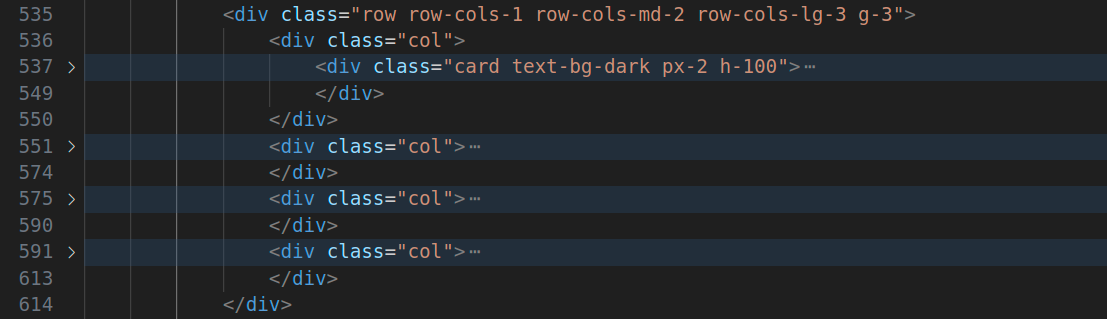 535 <div class="row row-cols-1 row-cols-md-2 row-cols-lg-3 g-3">
536 <div class="col">
537 > <div class="card text-bg-dark px-2 h-100">⋯
549 </div>
550 </div>
551 > <div class="col">⋯
574 </div>
575 > <div class="col">⋯
590 </div>
591 > <div class="col">⋯
613 </div>
614 </div>